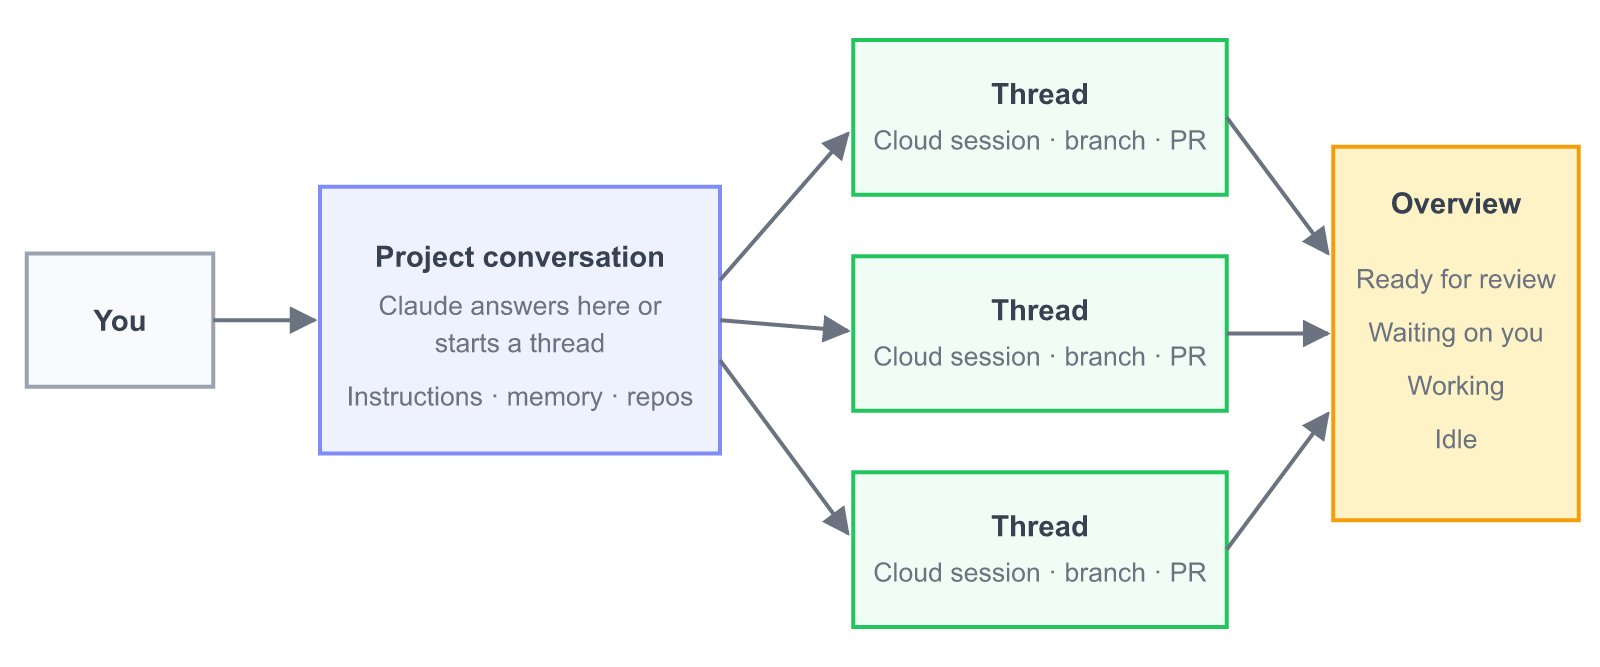 You
Project conversation
Claude answers here or
starts a thread
Instructions · memory · repos
Thread
Cloud session · branch · PR
Thread
Cloud session · branch · PR
Thread
Cloud session · branch · PR
Overview
Ready for review
Waiting on you
Working
Idle